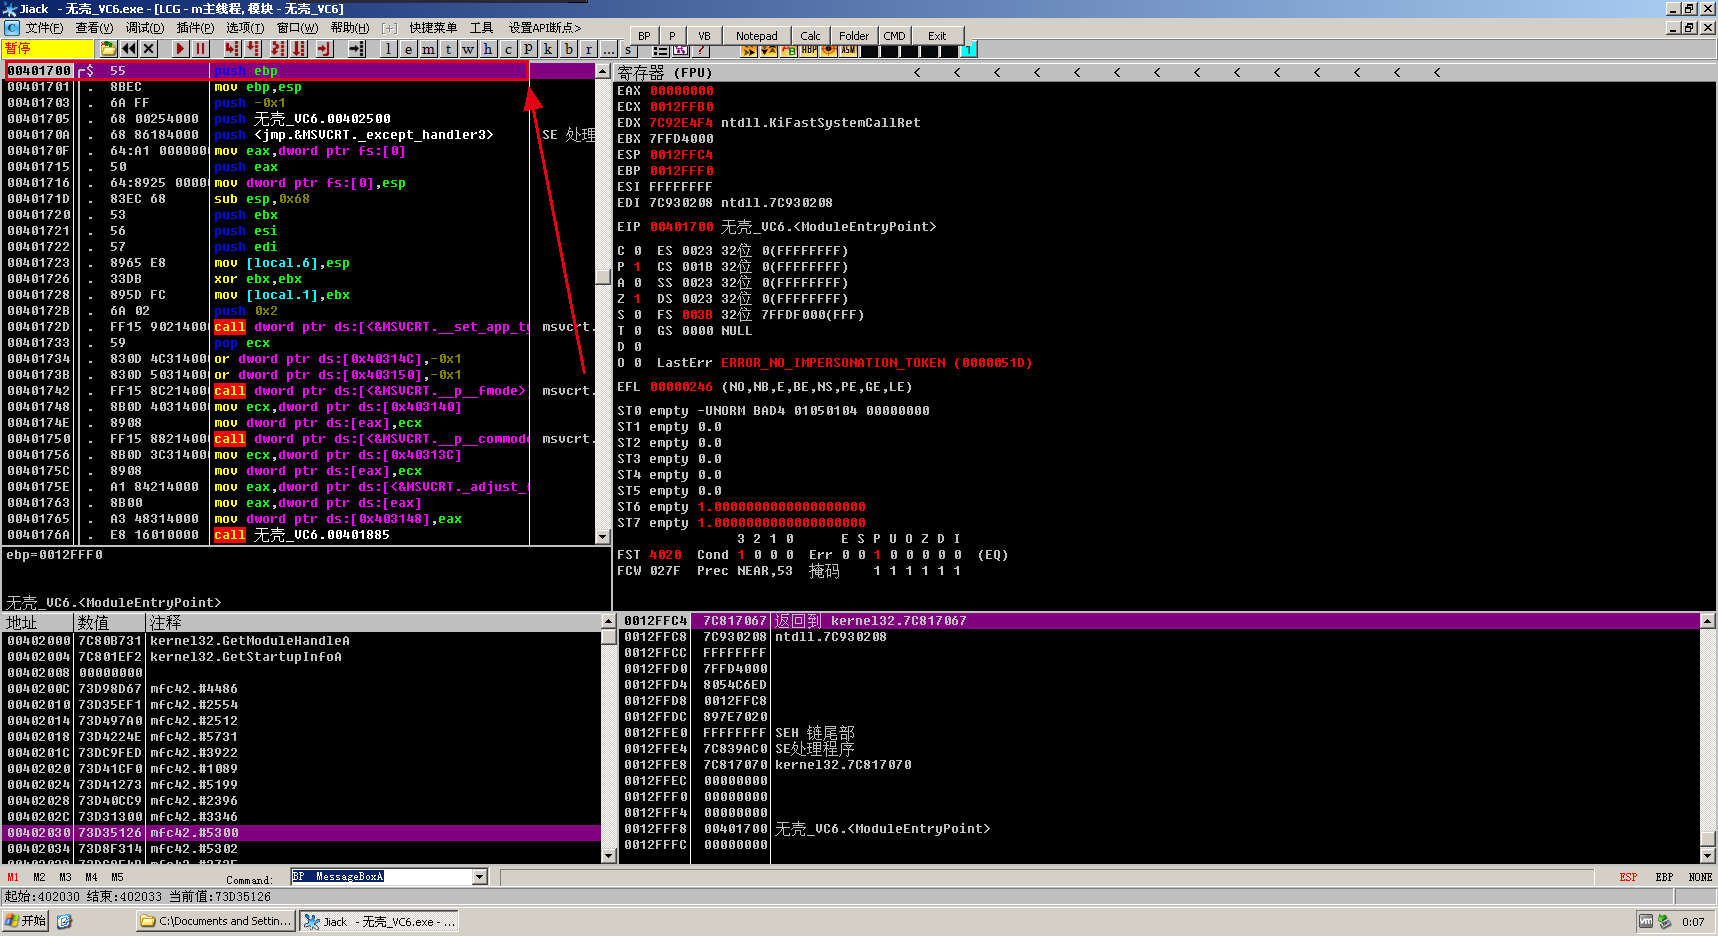 Jiack - 无壳_VC6.exe - [LCG - m主线程, 模块 - 无壳_VC6]
文件(F) 查看(V) 调试(D) 插件(P) 选项(T) 窗口(W) 帮助(H) [+] 快捷菜单 工具 设置API断点>
BP P VB Notepad Calc Folder CMD Exit
暂停 l e m t w h c p k b r ... s
00401700 $ 55 push ebp
00401701 . 8BEC mov ebp,esp
00401703 . 6A FF push -0x1
00401705 . 68 00254000 push 无壳_VC6.00402500
0040170A . 68 86184000 push <jmp.&MSVCRT._except_handler3> SE 处理
0040170F . 64:A1 0000000 mov eax,dword ptr fs:[0]
00401715 . 50 push eax
00401716 . 64:8925 0000 mov dword ptr fs:[0],esp
0040171D . 83EC 68 sub esp,0x68
00401720 . 53 push ebx
00401721 . 56 push esi
00401722 . 57 push edi
00401723 . 8965 E8 mov [local.6],esp
00401726 . 33DB xor ebx,ebx
00401728 . 895D FC mov [local.1],ebx
0040172B . 6A 02 push 0x2
0040172D . FF15 90214000 call dword ptr ds:[<&MSVCRT.__set_app_ty msvcrt.
00401733 . 59 pop ecx
00401734 . 830D 4C314000 or dword ptr ds:[0x40314C],-0x1
0040173B . 830D 50314000 or dword ptr ds:[0x403150],-0x1
00401742 . FF15 8C214000 call dword ptr ds:[<&MSVCRT.__p__fmode>] msvcrt.
00401748 . 8B0D 40314000 mov ecx,dword ptr ds:[0x403140]
0040174E . 8908 mov dword ptr ds:[eax],ecx
00401750 . FF15 88214000 call dword ptr ds:[<&MSVCRT.__p__commode msvcrt.
00401756 . 8B0D 3C314000 mov ecx,dword ptr ds:[0x40313C]
0040175C . 8908 mov dword ptr ds:[eax],ecx
0040175E . A1 84214000 mov eax,dword ptr ds:[<&MSVCRT._adjust_
00401763 . 8B00 mov eax,dword ptr ds:[eax]
00401765 . A3 48314000 mov dword ptr ds:[0x403148],eax
0040176A . E8 16010000 call 无壳_VC6.00401885
ebp=0012FFF0
无壳_VC6.<ModuleEntryPoint>
寄存器 (FPU) < < < < < < < < < < < < < <
EAX 00000000
ECX 0012FFB0
EDX 7C92E4F4 ntdll.KiFastSystemCallRet
EBX 7FFD4000
ESP 0012FFC4
EBP 0012FFF0
ESI FFFFFFFF
EDI 7C930208 ntdll.7C930208
EIP 00401700 无壳_VC6.<ModuleEntryPoint>
C 0 ES 0023 32位 0(FFFFFFFF)
P 1 CS 001B 32位 0(FFFFFFFF)
A 0 SS 0023 32位 0(FFFFFFFF)
Z 1 DS 0023 32位 0(FFFFFFFF)
S 0 FS 003B 32位 7FFDF000(FFF)
T 0 GS 0000 NULL
D 0
O 0 LastErr ERROR_NO_IMPERSONATION_TOKEN (0000051D)
EFL 00000246 (NO,NB,E,BE,NS,PE,GE,LE)
ST0 empty -UNORM BAD4 01050104 00000000
ST1 empty 0.0
ST2 empty 0.0
ST3 empty 0.0
ST4 empty 0.0
ST5 empty 0.0
ST6 empty 1.0000000000000000000
ST7 empty 1.0000000000000000000
3 2 1 0 E S P U O Z D I
FST 4020 Cond 1 0 0 0 Err 0 0 1 0 0 0 0 0 (EQ)
FCW 027F Prec NEAR,53 掩码 1 1 1 1 1 1
地址 数值 注释
00402000 7C80B731 kernel32.GetModuleHandleA
00402004 7C801EF2 kernel32.GetStartupInfoA
00402008 00000000
0040200C 73D98D67 mfc42.#4486
00402010 73D35EF1 mfc42.#2554
00402014 73D497A0 mfc42.#2512
00402018 73D4224E mfc42.#5731
0040201C 73DC9FED mfc42.#3922
00402020 73D41CF0 mfc42.#1089
00402024 73D41273 mfc42.#5199
00402028 73D40CC9 mfc42.#2396
0040202C 73D31300 mfc42.#3346
00402030 73D35126 mfc42.#5300
00402034 73D8F314 mfc42.#5302
0012FFC4 7C817067 返回到 kernel32.7C817067
0012FFC8 7C930208 ntdll.7C930208
0012FFCC FFFFFFFF
0012FFD0 7FFD4000
0012FFD4 8054C6ED
0012FFD8 0012FFC8
0012FFDC 897E7020
0012FFE0 FFFFFFFF SEH 链尾部
0012FFE4 7C839AC0 SE处理程序
0012FFE8 7C817070 kernel32.7C817070
0012FFEC 00000000
0012FFF0 00000000
0012FFF4 00000000
0012FFF8 00401700 无壳_VC6.<ModuleEntryPoint>
0012FFFC 00000000
M1 M2 M3 M4 M5 Command: BP MessageBoxA ESP EBP NONE
起始:402030 结束:402033 当前值:73D35126
开始 C:\Documents and Settin... Jiack - 无壳_VC6.exe - ... 0:07